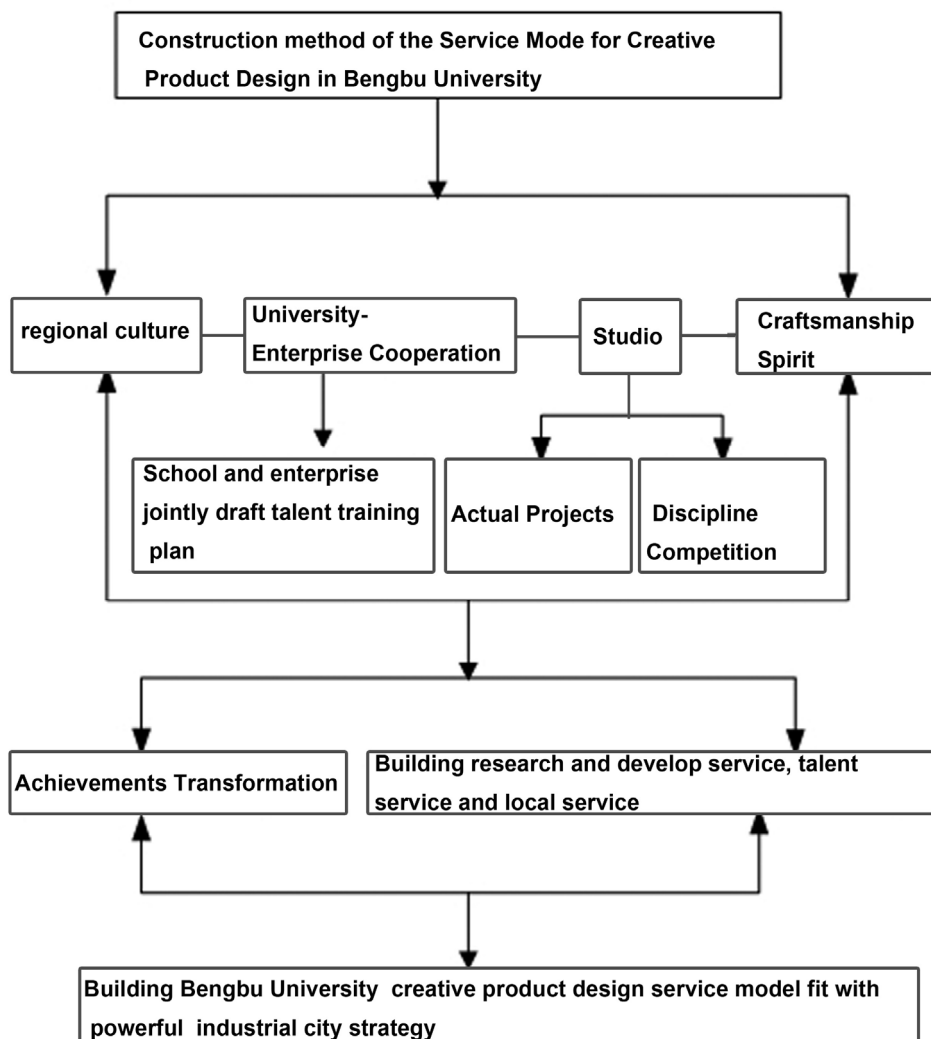 Construction method of the Service Mode for Creative
Product Design in Bengbu University
regional culture
University-
Enterprise Cooperation
Studio
Craftsmanship
Spirit
School and enterprise
jointly draft talent training
plan
Actual Projects
Discipline
Competition
Achievements Transformation
Building research and develop service, talent
service and local service
Building Bengbu University creative product design service model fit with
powerful industrial city strategy